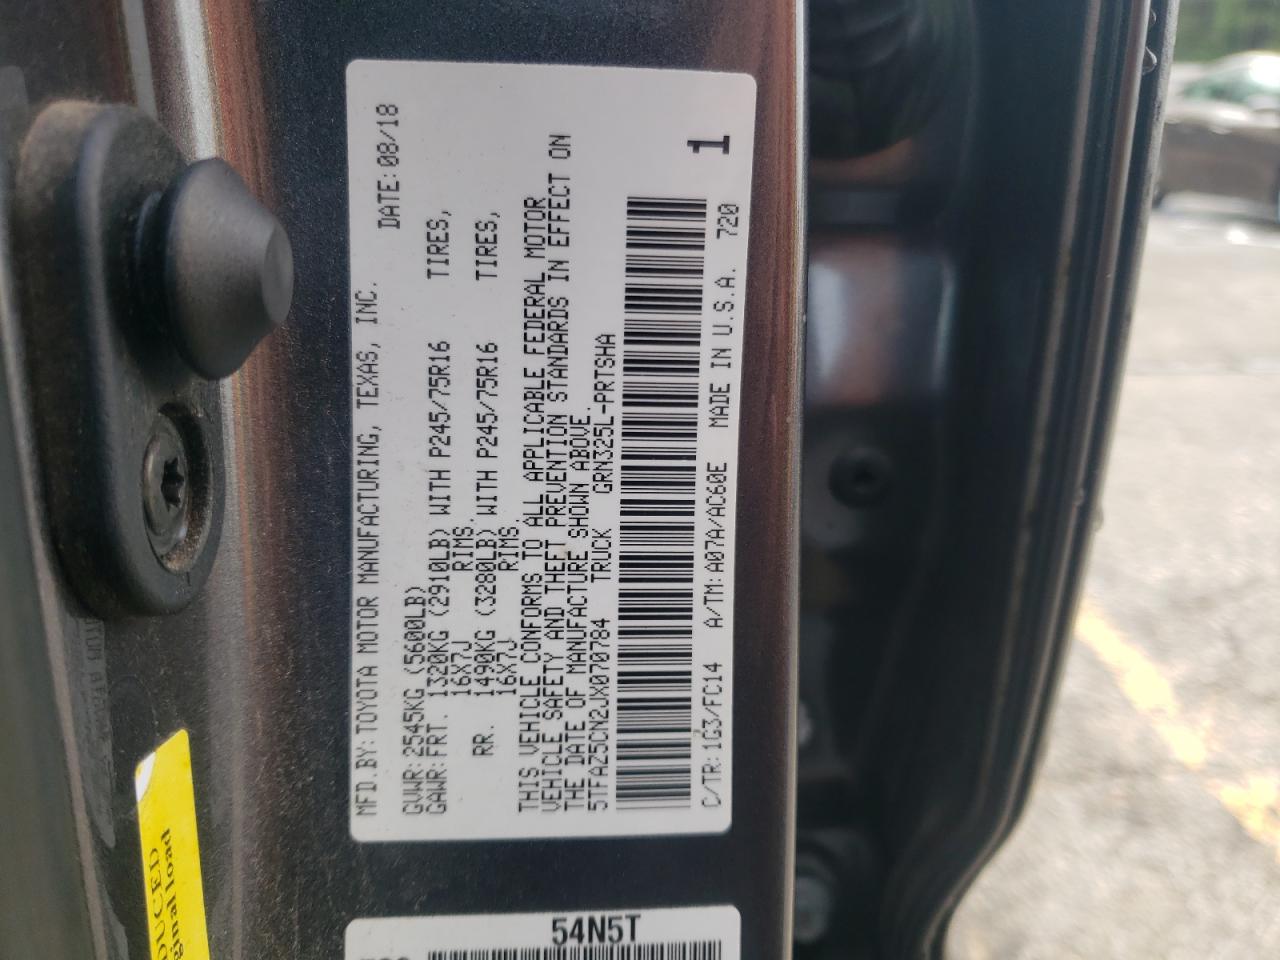 MFD.BY:TOYOTA MOTOR MANUFACTURING, TEXAS, INC.
DATE:08/18
GVWR:2545KG (5600LB)
GAWR:FRT. 1320KG (2910LB) WITH P245/75R16 TIRES,
16X7J RIMS.
RR. 1490KG (3280LB) WITH P245/75R16 TIRES,
16X7J RIMS.
THIS VEHICLE CONFORMS TO ALL APPLICABLE FEDERAL MOTOR
VEHICLE SAFETY AND THEFT PREVENTION STANDARDS IN EFFECT ON
THE DATE OF MANUFACTURE SHOWN ABOVE.
5TFAZ5CN2JX070784 TRUCK GRN325L-PRTSHA
1
C/TR:1G3/FC14 A/TM:A07A/AC60E MADE IN U.S.A. 720
DUCED
ginal load
54N5T